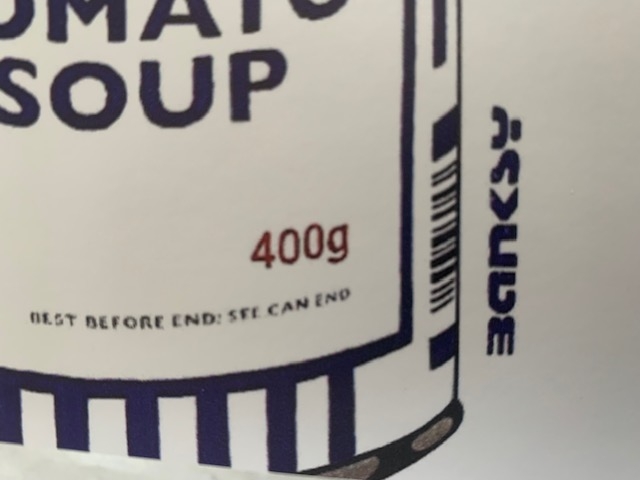 OMATO
SOUP
400g
BEST BEFORE END: SEE CAN END
BANKSY